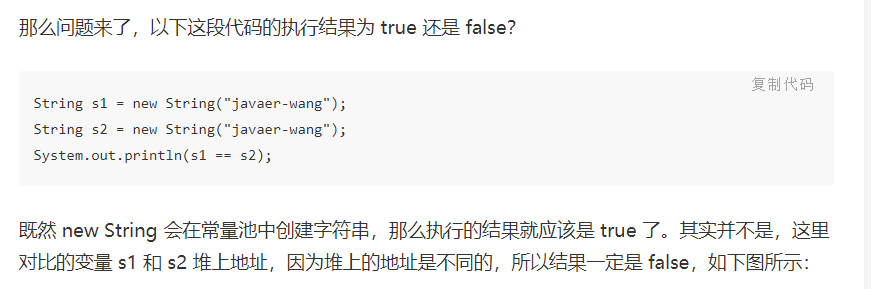 那么问题来了，以下这段代码的执行结果为 true 还是 false？
复制代码
String s1 = new String("javaer-wang");
String s2 = new String("javaer-wang");
System.out.println(s1 == s2);
既然 new String 会在常量池中创建字符串，那么执行的结果就应该是 true 了。其实并不是，这里
对比的变量 s1 和 s2 堆上地址，因为堆上的地址是不同的，所以结果一定是 false，如下图所示：